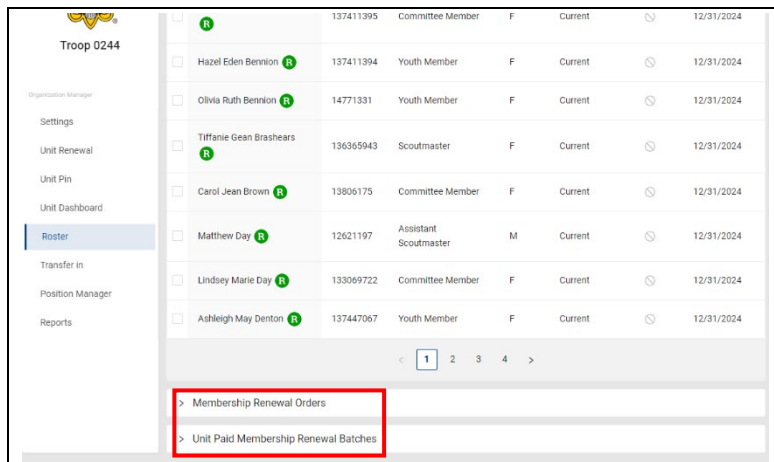 137411395 Committee Member F Current 12/31/2024
R
Troop 0244
Hazel Eden Bennion R 137411394 Youth Member F Current 12/31/2024
Organization Manager
Olivia Ruth Bennion R 14771331 Youth Member F Current 12/31/2024
Settings
Unit Renewal
Tiffanie Gean Brashears
R 136365943 Scoutmaster F Current 12/31/2024
Unit Pin
Carol Jean Brown R 13806175 Committee Member F Current 12/31/2024
Unit Dashboard
Roster
Matthew Day R 12621197 Assistant
Scoutmaster M Current 12/31/2024
Transfer in
Lindsey Marie Day R 133069722 Committee Member F Current 12/31/2024
Position Manager
Reports
Ashleigh May Denton R 137447067 Youth Member F Current 12/31/2024
< 1 2 3 4 >
> Membership Renewal Orders
> Unit Paid Membership Renewal Batches